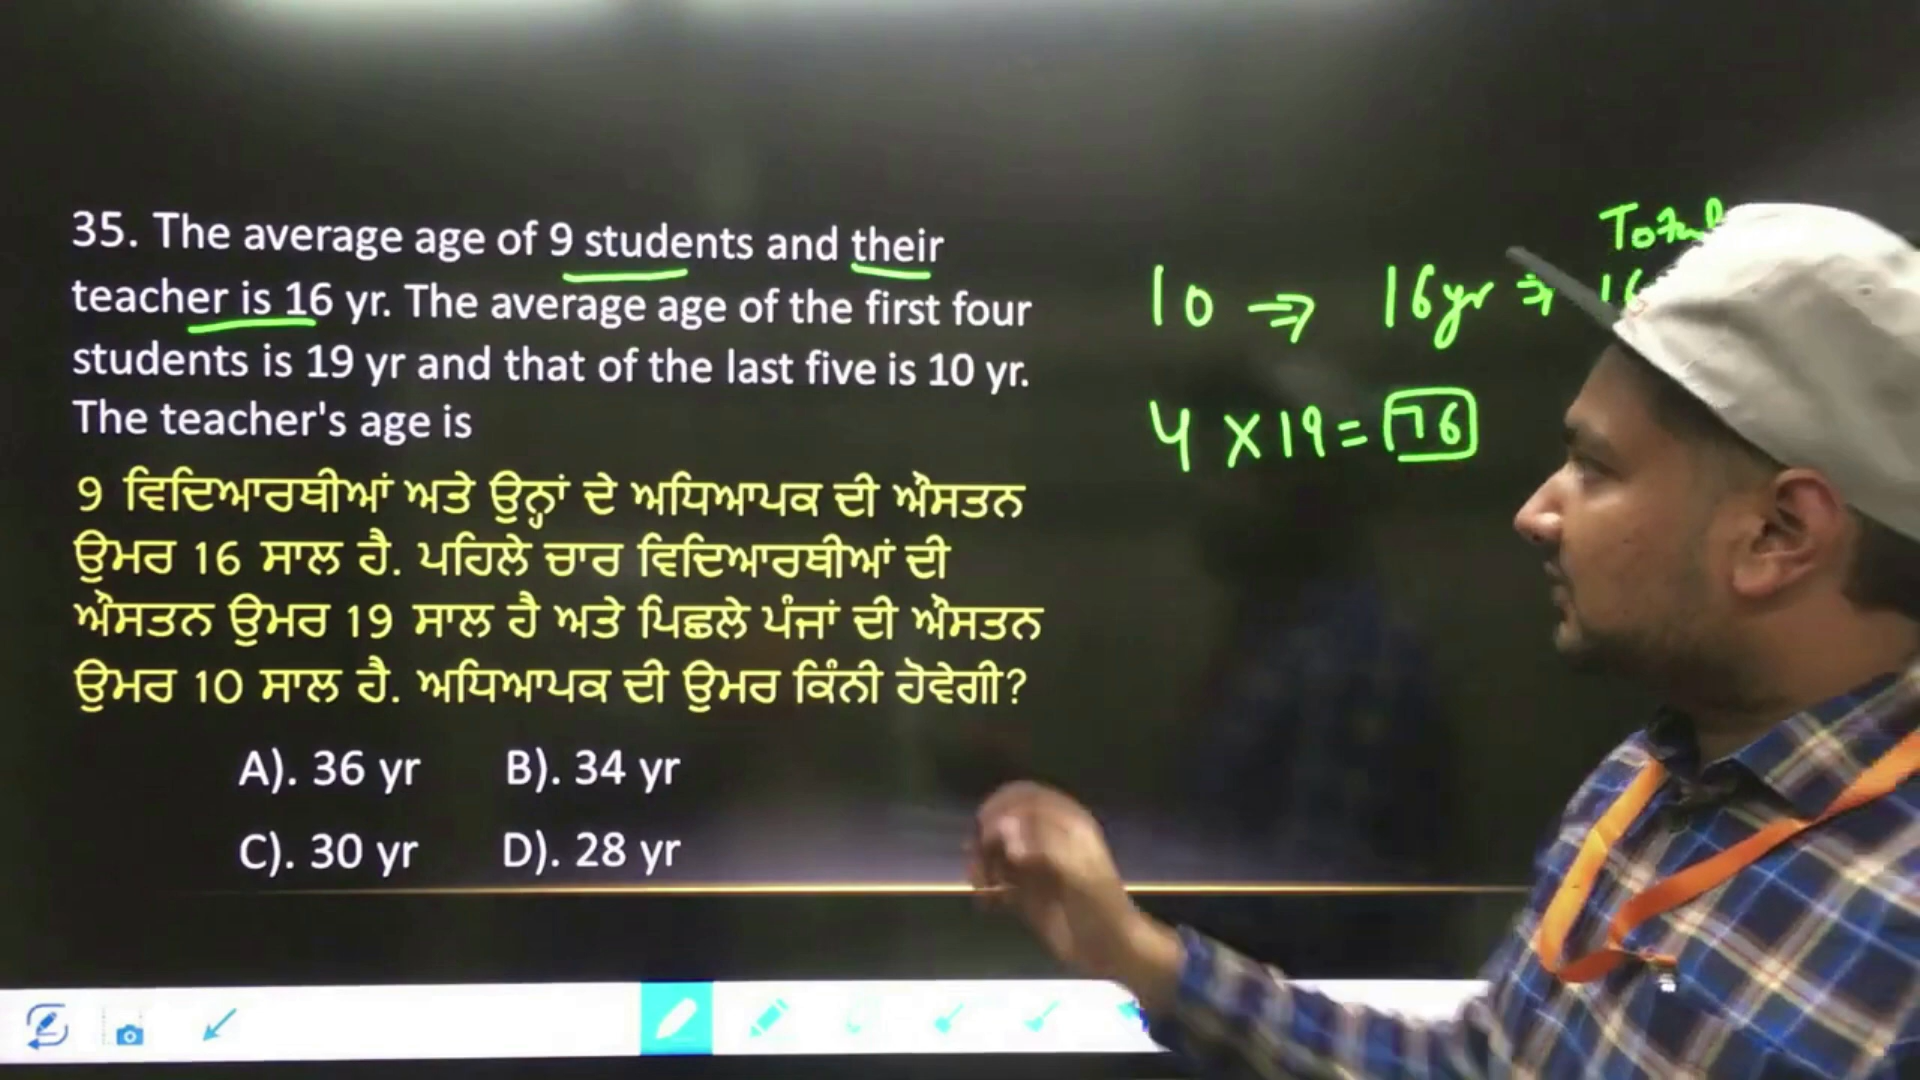 35. The average age of 9 students and their
teacher is 16 yr. The average age of the first four
students is 19 yr and that of the last five is 10 yr.
The teacher's age is
9 ਵਿਦਿਆਰਥੀਆਂ ਅਤੇ ਉਨ੍ਹਾਂ ਦੇ ਅਧਿਆਪਕ ਦੀ ਔਸਤਨ
ਉਮਰ 16 ਸਾਲ ਹੈ. ਪਹਿਲੇ ਚਾਰ ਵਿਦਿਆਰਥੀਆਂ ਦੀ
ਔਸਤਨ ਉਮਰ 19 ਸਾਲ ਹੈ ਅਤੇ ਪਿਛਲੇ ਪੰਜਾਂ ਦੀ ਔਸਤਨ
ਉਮਰ 10 ਸਾਲ ਹੈ. ਅਧਿਆਪਕ ਦੀ ਉਮਰ ਕਿੰਨੀ ਹੋਵੇਗੀ?
A). 36 yr B). 34 yr
C). 30 yr D). 28 yr
Total
10 ⇒ 16yr ⇒
4 × 19 = 76